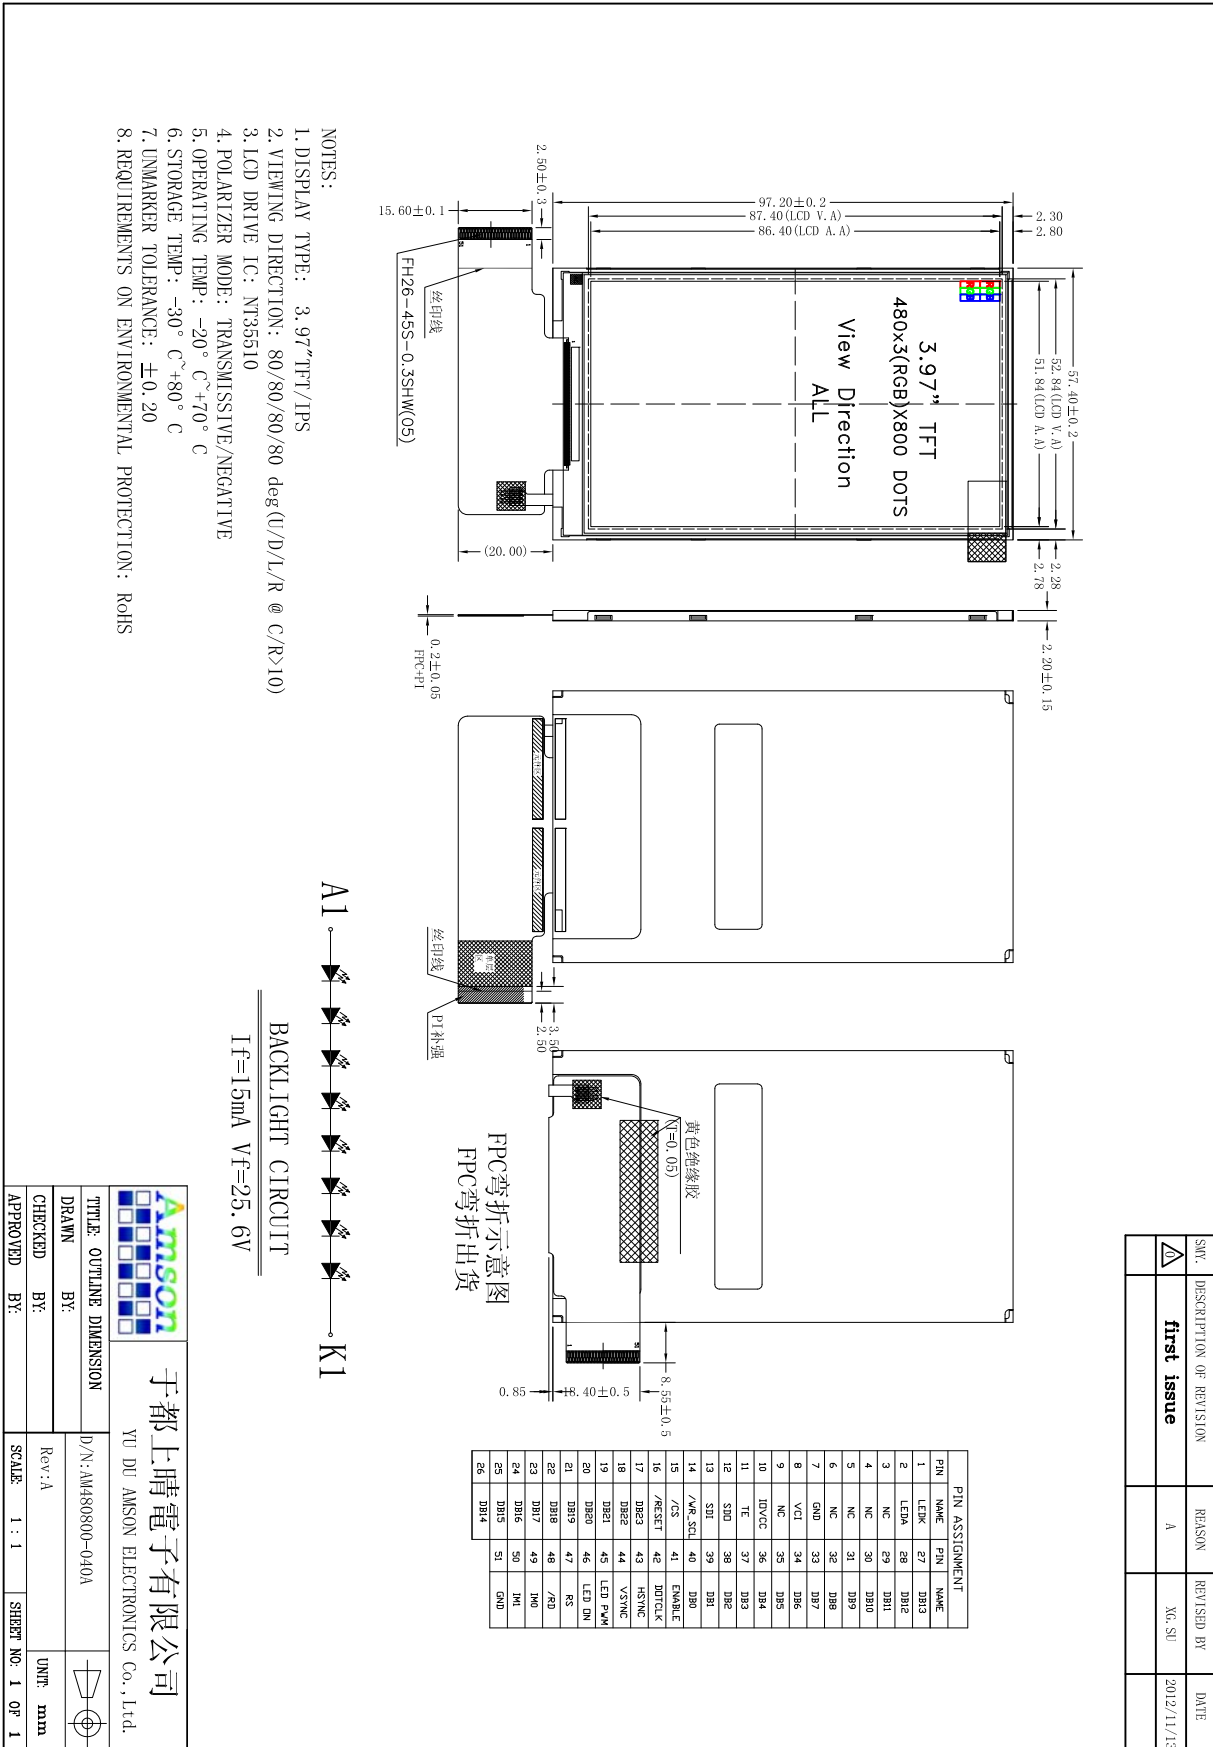 SMY.
DESCRIPTION OF REVISION
REASON
REVISED BY
DATE
0
first issue
A
XG.SU
2012/11/13
97.20±0.2
87.40(LCD V.A)
86.40(LCD A.A)
2.30
2.80
57.40±0.2
52.84(LCD V.A)
51.84(LCD A.A)
2.28
2.78
2.20±0.15
2.50±0.3
15.60±0.1
(20.00)
0.2±0.05
FPC+PI
3.97" TFT
480x3(RGB)X800 DOTS
View Direction
ALL
丝印线
FH26-45S-0.3SHW(05)
元件区
元件区
单层区
丝印线
PI补强
3.50
2.50
黄色绝缘胶
(T=0.05)
8.55±0.5
18.40±0.5
0.85
FPC弯折示意图
FPC弯折出货
NOTES:
1.DISPLAY TYPE: 3.97"TFT/IPS
2.VIEWING DIRECTION: 80/80/80/80 deg(U/D/L/R @ C/R>10)
3.LCD DRIVE IC: NT35510
4.POLARIZER MODE: TRANSMISSIVE/NEGATIVE
5.OPERATING TEMP: -20° C~+70° C
6.STORAGE TEMP: -30° C~+80° C
7.UNMARKER TOLERANCE: ±0.20
8.REQUIREMENTS ON ENVIRONMENTAL PROTECTION: RoHS
A1
K1
BACKLIGHT CIRCUIT
If=15mA Vf=25.6V
PIN ASSIGNMENT
PIN NAME PIN NAME
1 LEDK 27 DB13
2 LEDA 28 DB12
3 NC 29 DB11
4 NC 30 DB10
5 NC 31 DB9
6 NC 32 DB8
7 GND 33 DB7
8 VCI 34 DB6
9 NC 35 DB5
10 IOVCC 36 DB4
11 TE 37 DB3
12 SDO 38 DB2
13 SDI 39 DB1
14 /WR_SCL 40 DB0
15 /CS 41 ENABLE
16 /RESET 42 DOTCLK
17 DB23 43 HSYNC
18 DB22 44 VSYNC
19 DB21 45 LED PWM
20 DB20 46 LED ON
21 DB19 47 RS
22 DB18 48 /RD
23 DB17 49 IM0
24 DB16 50 IM1
25 DB15 51 GND
26 DB14
Amson
于都上晴電子有限公司
YU DU AMSON ELECTRONICS Co.,Ltd.
TITLE: OUTLINE DIMENSION
D/N:AM480800-040A
DRAWN BY:
CHECKED BY:
Rev:A
UNIT: mm
APPROVED BY:
SCALE: 1 : 1
SHEET NO: 1 OF 1